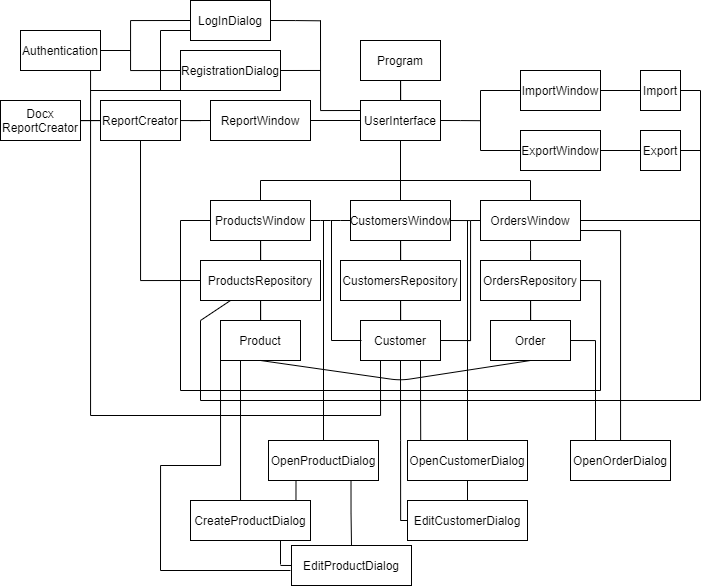 LogInDialog
Authentication
RegistrationDialog
Program
ImportWindow
Import
Docx
ReportCreator
ReportCreator
ReportWindow
UserInterface
ExportWindow
Export
ProductsWindow
CustomersWindow
OrdersWindow
ProductsRepository
CustomersRepository
OrdersRepository
Product
Customer
Order
OpenProductDialog
OpenCustomerDialog
OpenOrderDialog
CreateProductDialog
EditCustomerDialog
EditProductDialog